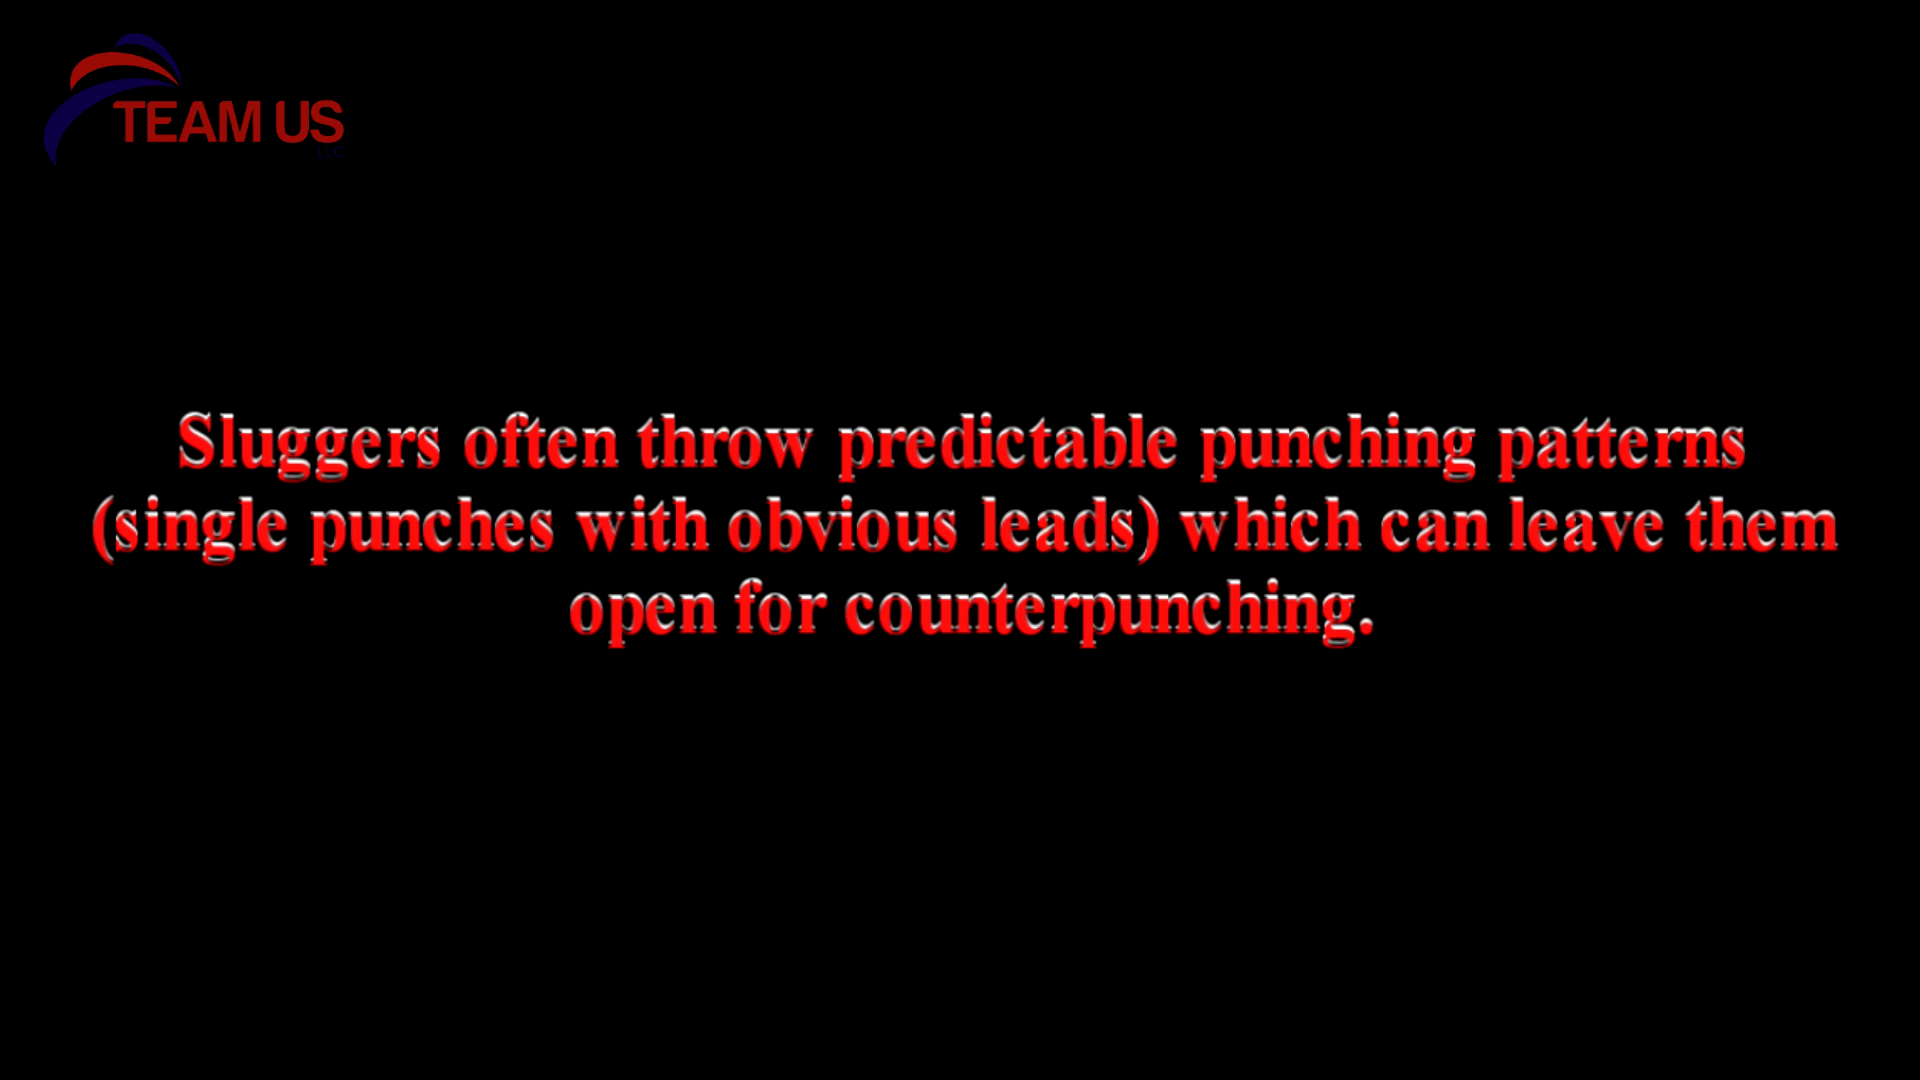 TEAM US
Sluggers often throw predictable punching patterns
(single punches with obvious leads) which can leave them
open for counterpunching.